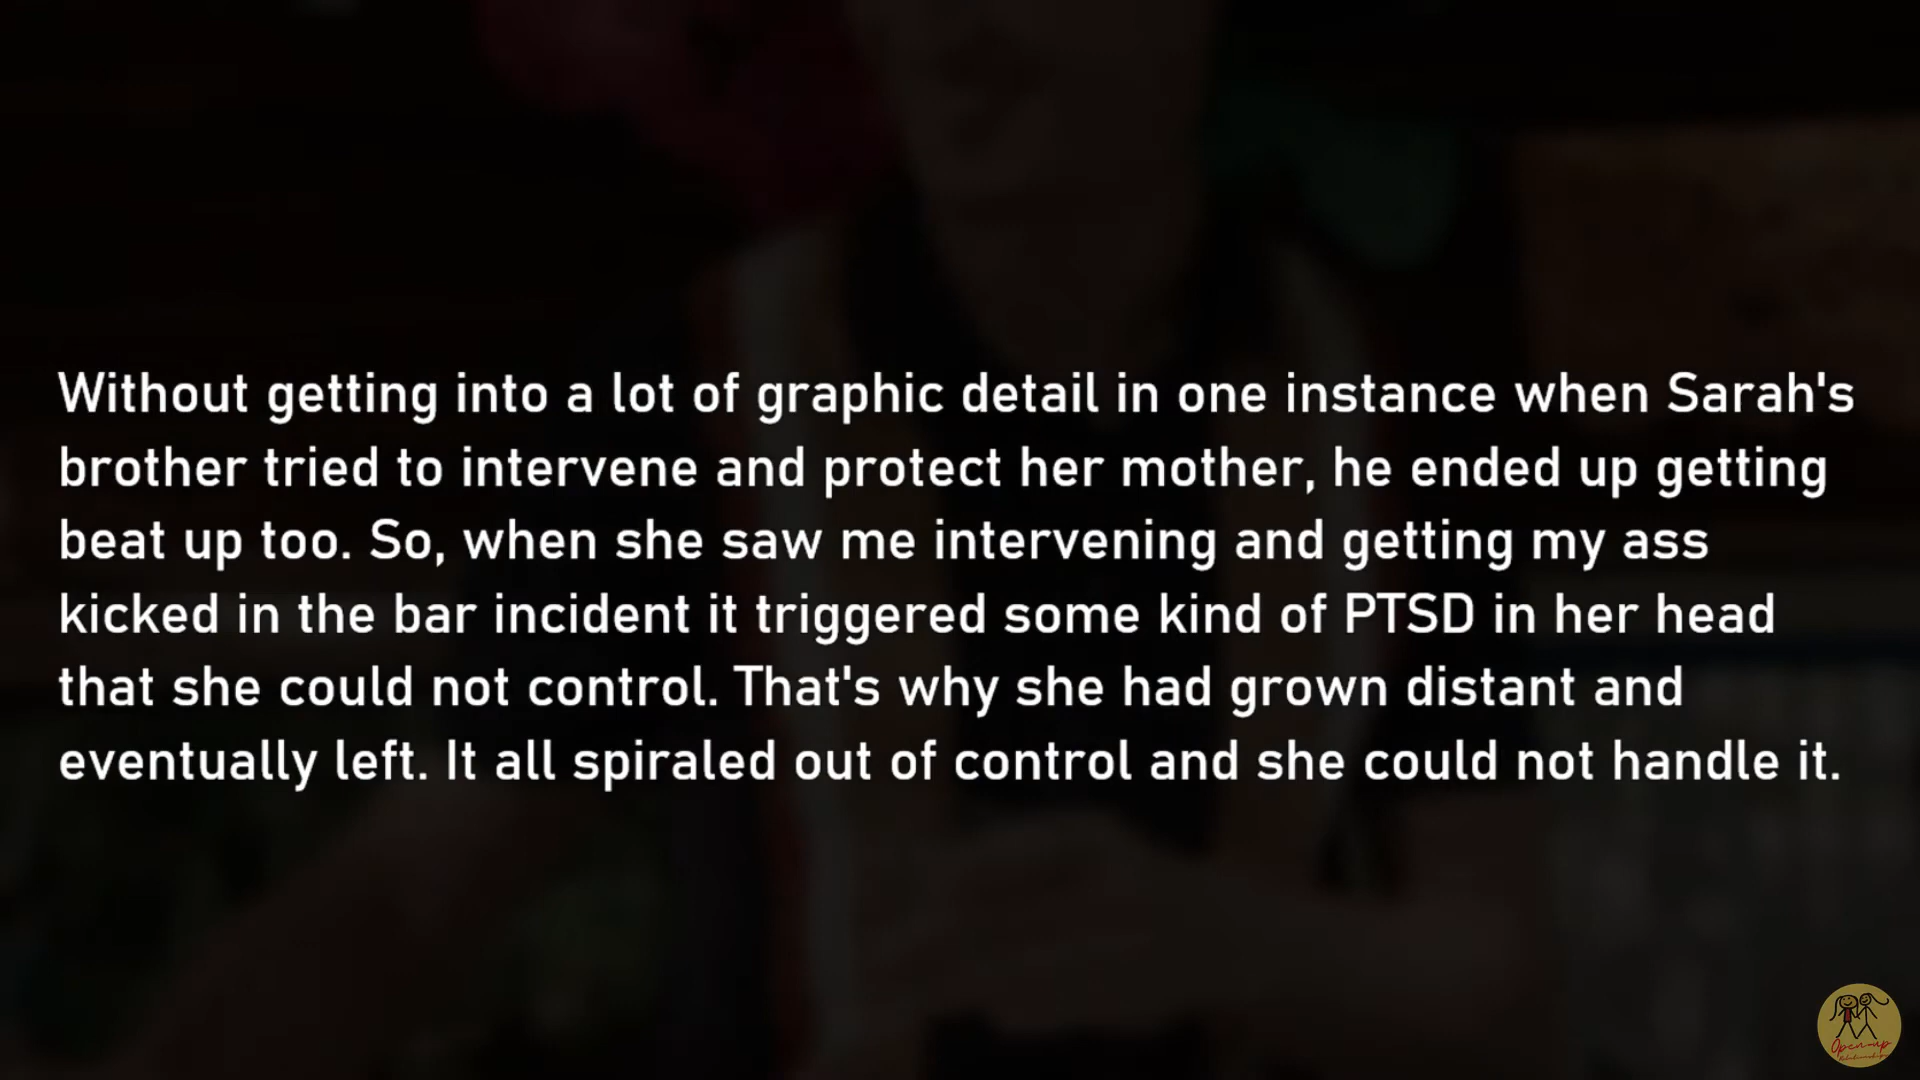 Without getting into a lot of graphic detail in one instance when Sarah's
brother tried to intervene and protect her mother, he ended up getting
beat up too. So, when she saw me intervening and getting my ass
kicked in the bar incident it triggered some kind of PTSD in her head
that she could not control. That's why she had grown distant and
eventually left. It all spiraled out of control and she could not handle it.
Open-up